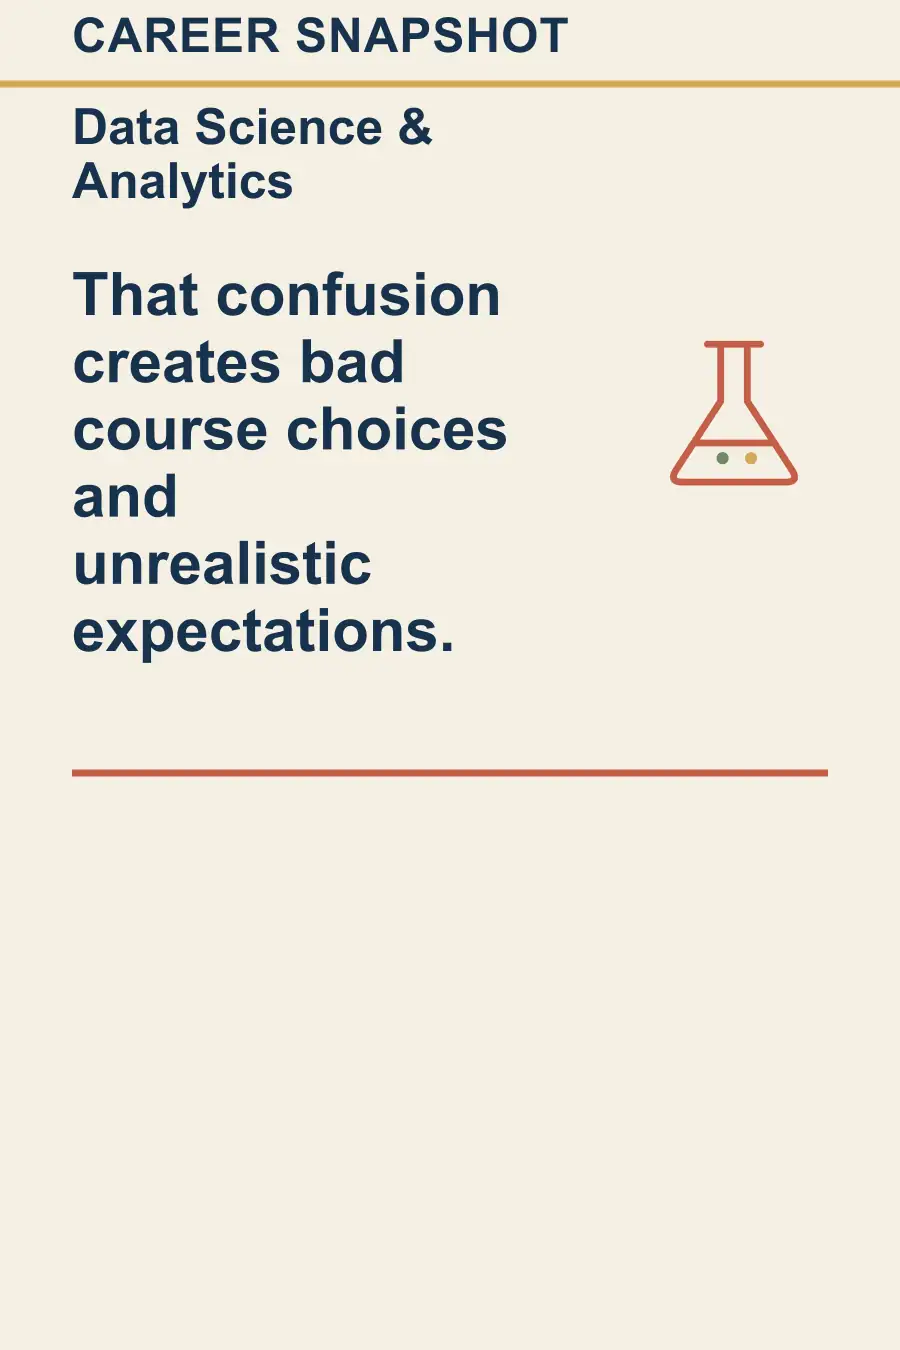 CAREER SNAPSHOT
Data Science &
Analytics
That confusion
creates bad
course choices
and
unrealistic
expectations.